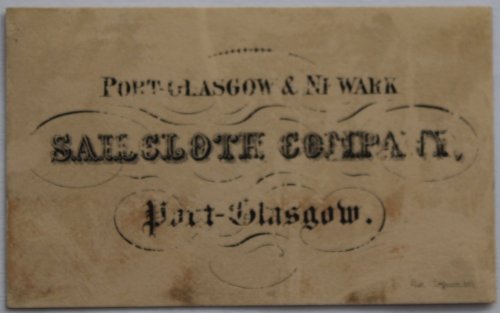 PORT-GLASGOW & NEWARK
SAILCLOTH COMPANY,
Port-Glasgow.